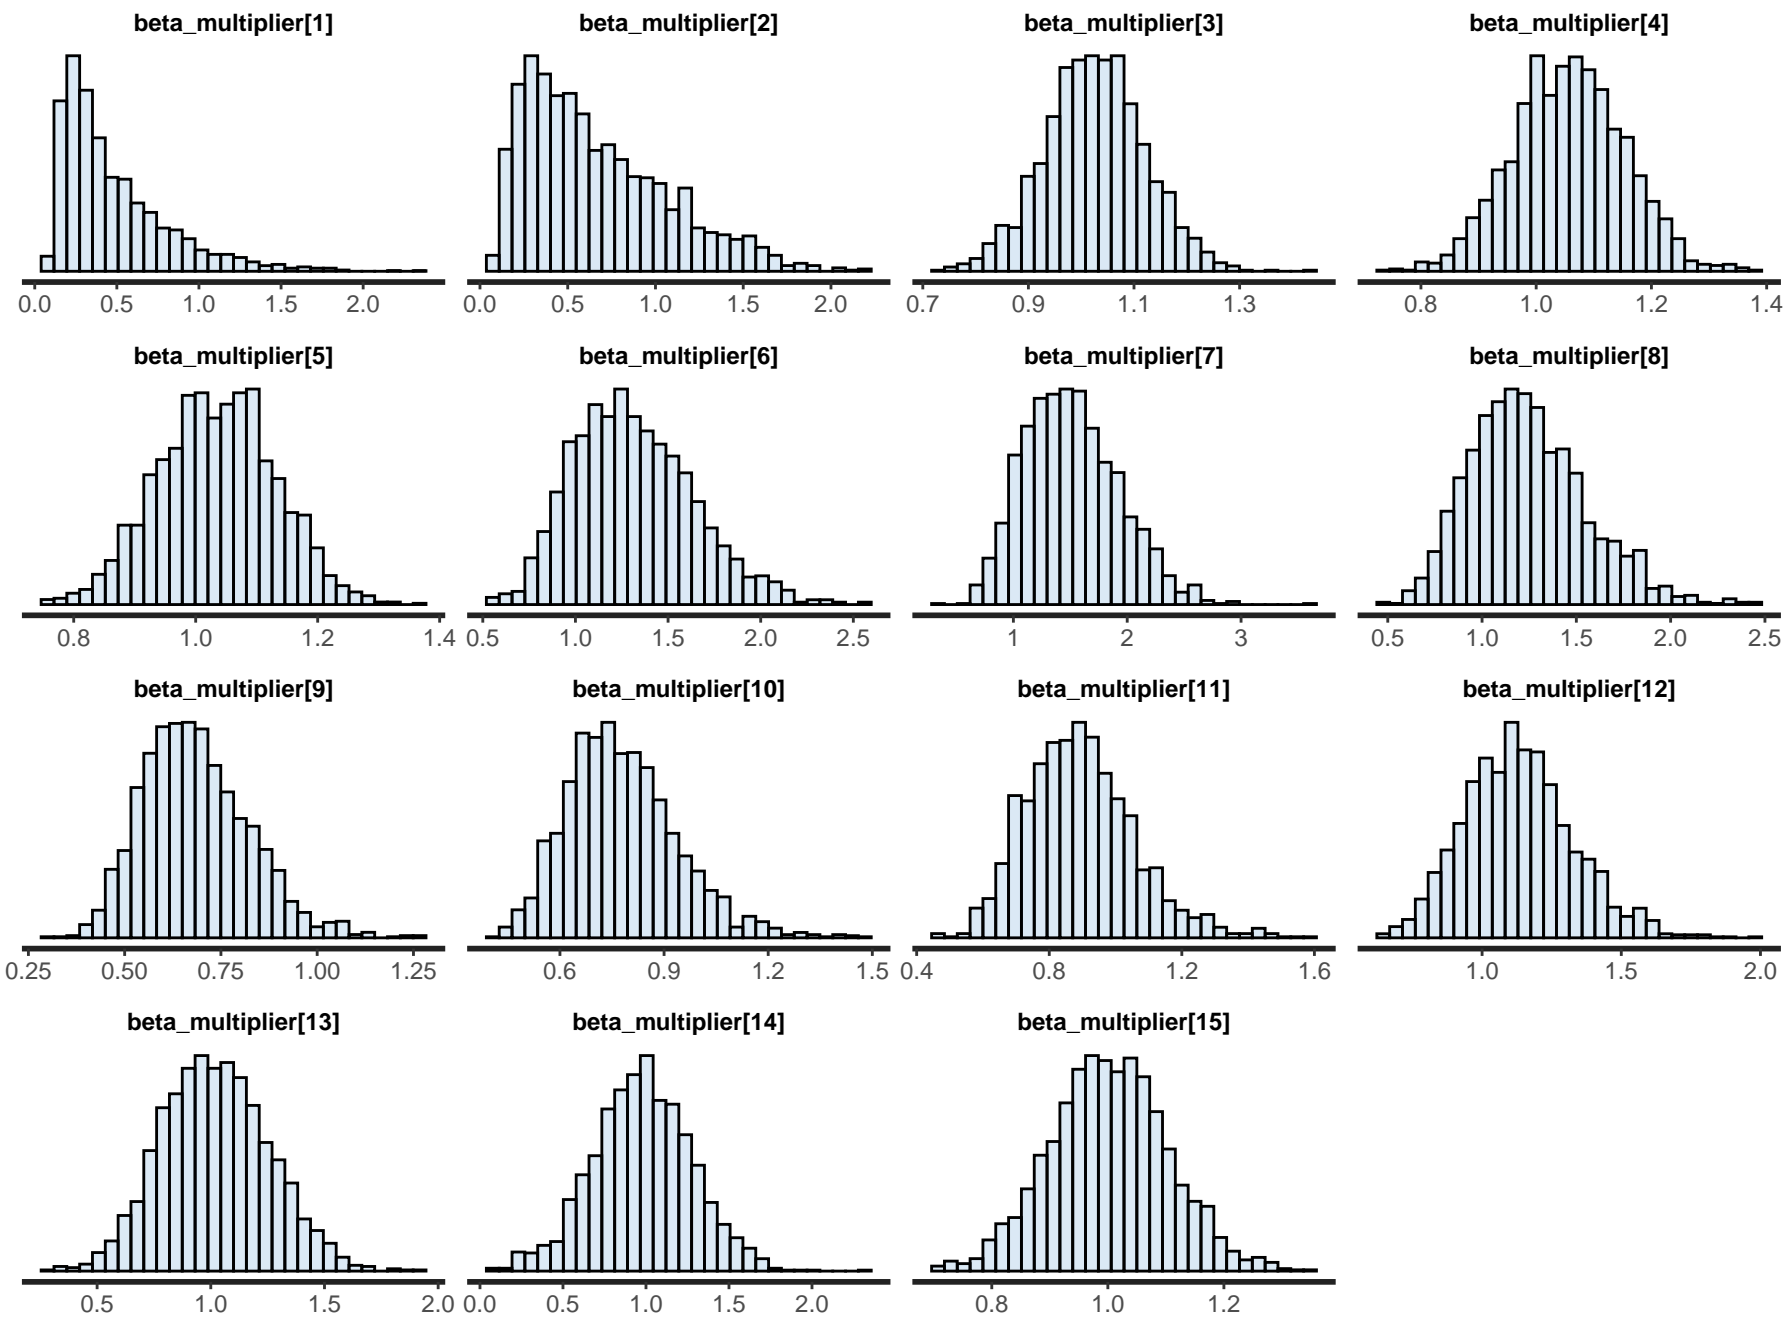 beta_multiplier[1] beta_multiplier[2] beta_multiplier[3] beta_multiplier[4]
0.0 0.5 1.0 1.5 2.0 0.0 0.5 1.0 1.5 2.0 0.7 0.9 1.1 1.3 0.8 1.0 1.2 1.4
beta_multiplier[5] beta_multiplier[6] beta_multiplier[7] beta_multiplier[8]
0.8 1.0 1.2 1.4 0.5 1.0 1.5 2.0 2.5 1 2 3 0.5 1.0 1.5 2.0 2.5
beta_multiplier[9] beta_multiplier[10] beta_multiplier[11] beta_multiplier[12]
0.25 0.50 0.75 1.00 1.25 0.6 0.9 1.2 1.5 0.4 0.8 1.2 1.6 1.0 1.5 2.0
beta_multiplier[13] beta_multiplier[14] beta_multiplier[15]
0.5 1.0 1.5 2.0 0.0 0.5 1.0 1.5 2.0 0.8 1.0 1.2